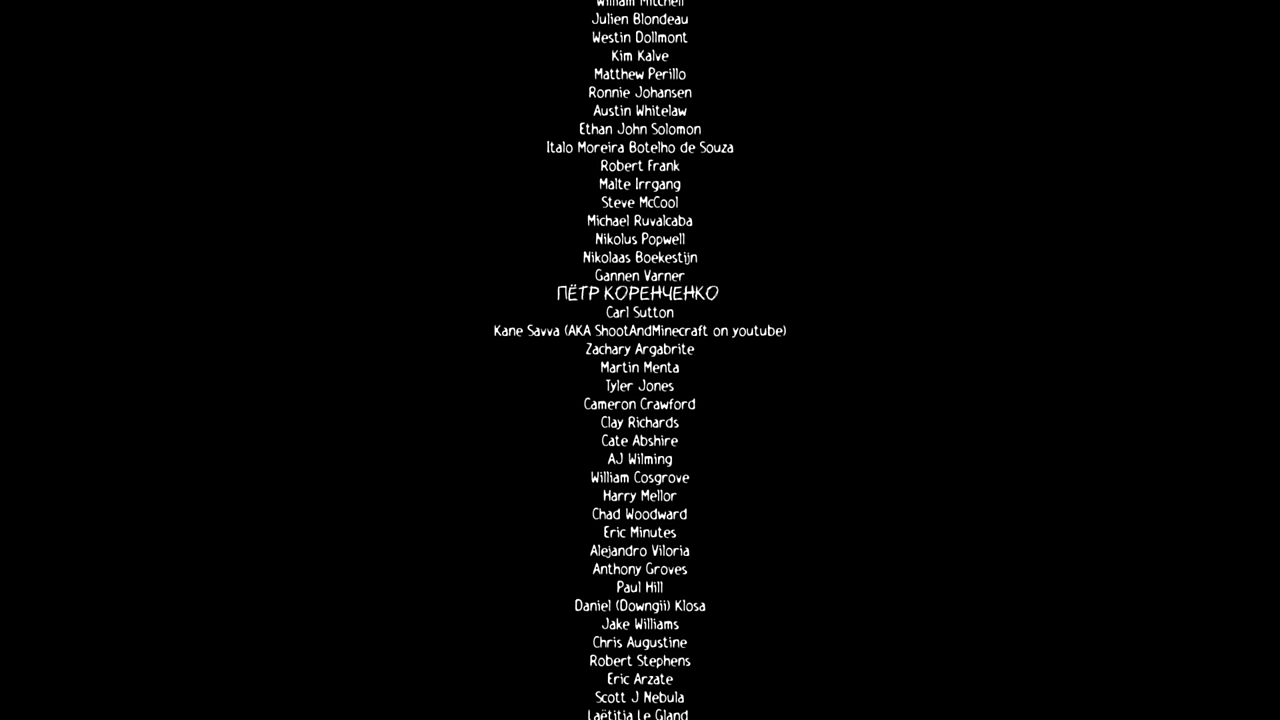 William Mitchell
Julien Blondeau
Westin Dollmont
Kim Kalve
Matthew Perillo
Ronnie Johansen
Austin Whitelaw
Ethan John Solomon
Italo Moreira Botelho de Souza
Robert Frank
Malte Irrgang
Steve McCool
Michael Ruvalcaba
Nikolus Popwell
Nikolaas Boekestijn
Gannen Varner
ПЁТР КОРЕНЧЕНКО
Carl Sutton
Kane Savva (AKA ShootAndMinecraft on youtube)
Zachary Argabrite
Martin Menta
Tyler Jones
Cameron Crawford
Clay Richards
Cate Abshire
AJ Wilming
William Cosgrove
Harry Mellor
Chad Woodward
Eric Minutes
Alejandro Viloria
Anthony Groves
Paul Hill
Daniel (Downgii) Klosa
Jake Williams
Chris Augustine
Robert Stephens
Eric Arzate
Scott J Nebula
Laëtitia Le Gland